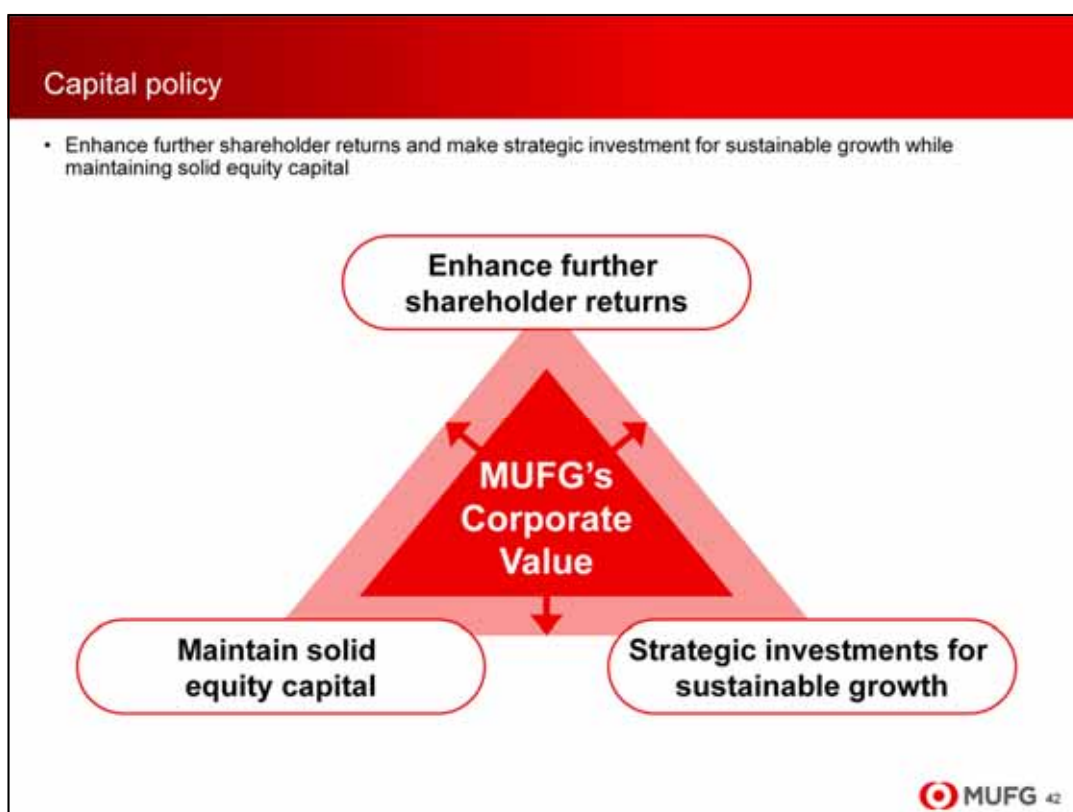 Capital policy
• Enhance further shareholder returns and make strategic investment for sustainable growth while
maintaining solid equity capital
Enhance further
shareholder returns
MUFG's
Corporate
Value
Maintain solid
equity capital
Strategic investments for
sustainable growth
MUFG 42